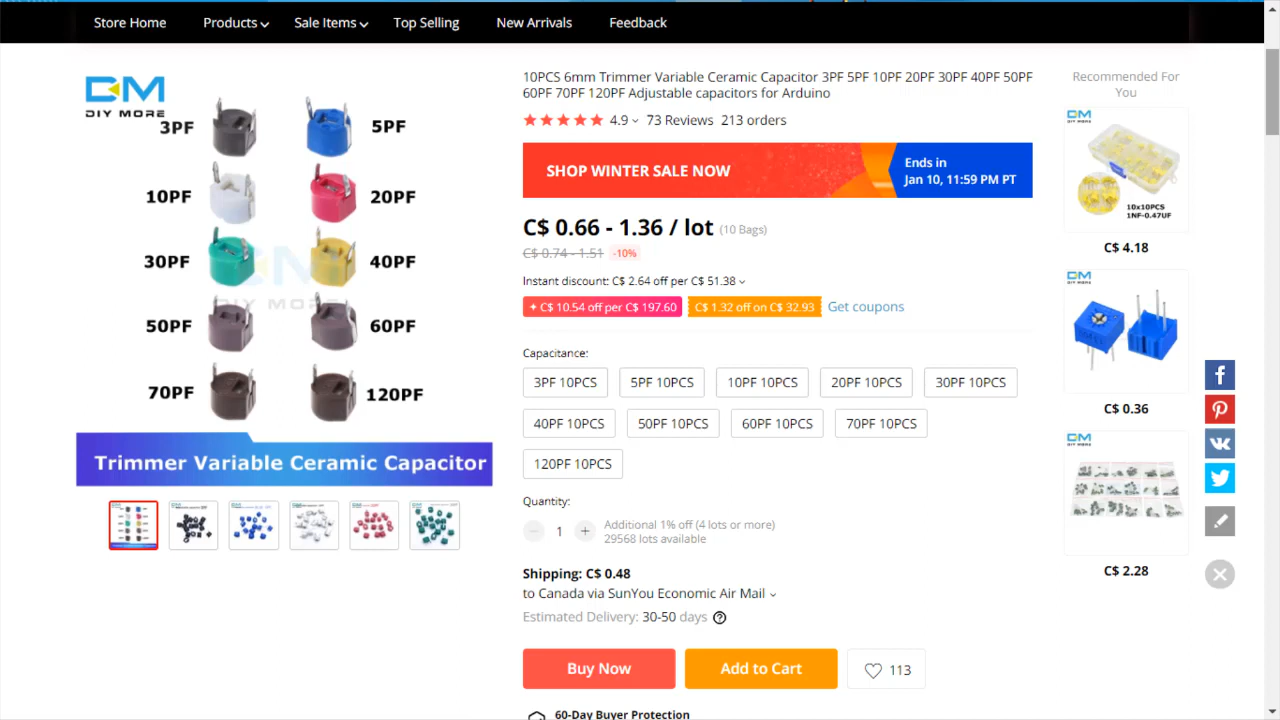 Store Home
Products
Sale Items
Top Selling
New Arrivals
Feedback
DIY MORE
3PF
5PF
10PF
20PF
30PF
40PF
DIY MORE
50PF
60PF
70PF
120PF
Trimmer Variable Ceramic Capacitor
10PCS 6mm Trimmer Variable Ceramic Capacitor 3PF 5PF 10PF 20PF 30PF 40PF 50PF
60PF 70PF 120PF Adjustable capacitors for Arduino
4.9 73 Reviews 213 orders
SHOP WINTER SALE NOW
Ends in
Jan 10, 11:59 PM PT
C$ 0.66 - 1.36 / lot (10 Bags)
C$ 0.74 - 1.51 -10%
Instant discount: C$ 2.64 off per C$ 51.38
+ C$ 10.54 off per C$ 197.60
C$ 1.32 off on C$ 32.93
Get coupons
Capacitance:
3PF 10PCS
5PF 10PCS
10PF 10PCS
20PF 10PCS
30PF 10PCS
40PF 10PCS
50PF 10PCS
60PF 10PCS
70PF 10PCS
120PF 10PCS
Quantity:
1
Additional 1% off (4 lots or more)
29568 lots available
Shipping: C$ 0.48
to Canada via SunYou Economic Air Mail
Estimated Delivery: 30-50 days
Buy Now
Add to Cart
113
60-Day Buyer Protection
Recommended For
You
10x10PCS
1NF-0.47UF
C$ 4.18
C$ 0.36
C$ 2.28